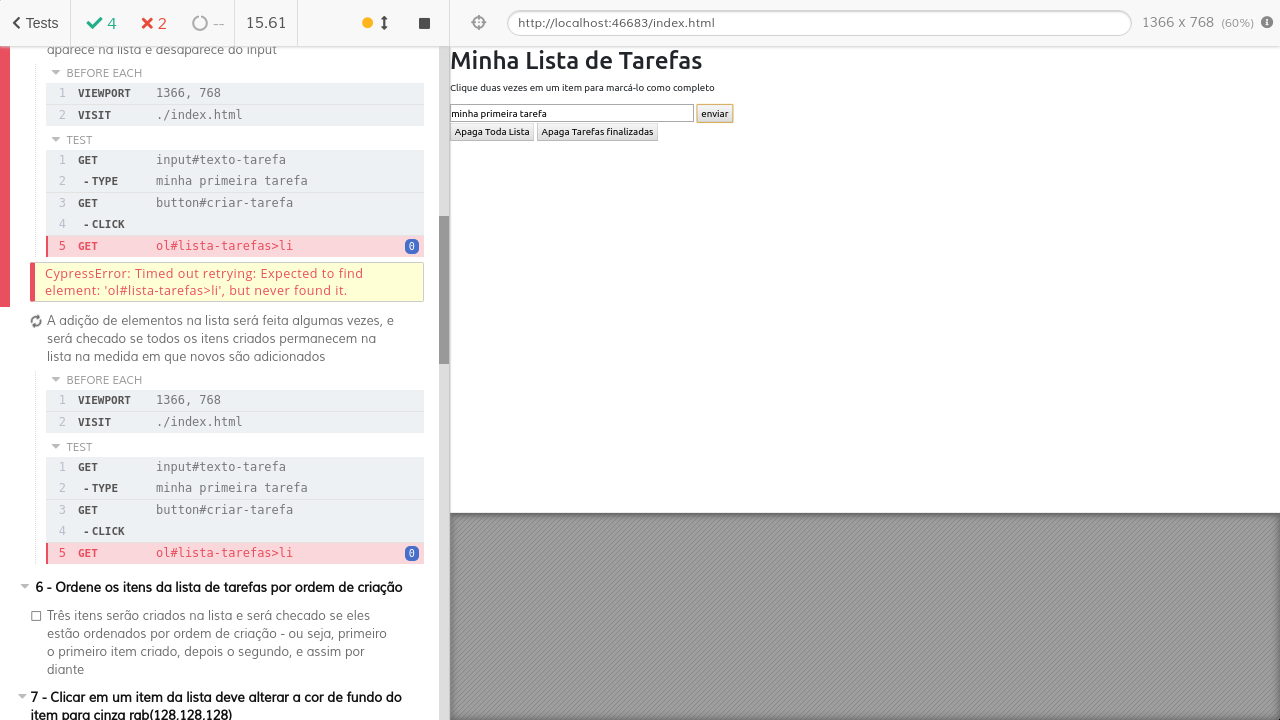 Tests
4
2
--
15.61
http://localhost:46683/index.html
1366 x 768 (60%)
aparece na lista e desaparece do input
BEFORE EACH
1 VIEWPORT 1366, 768
2 VISIT ./index.html
TEST
1 GET input#texto-tarefa
2 - TYPE minha primeira tarefa
3 GET button#criar-tarefa
4 - CLICK
5 GET ol#lista-tarefas>li 0
CypressError: Timed out retrying: Expected to find
element: 'ol#lista-tarefas>li', but never found it.
A adição de elementos na lista será feita algumas vezes, e
será checado se todos os itens criados permanecem na
lista na medida em que novos são adicionados
BEFORE EACH
1 VIEWPORT 1366, 768
2 VISIT ./index.html
TEST
1 GET input#texto-tarefa
2 - TYPE minha primeira tarefa
3 GET button#criar-tarefa
4 - CLICK
5 GET ol#lista-tarefas>li 0
6 - Ordene os itens da lista de tarefas por ordem de criação
Três itens serão criados na lista e será checado se eles
estão ordenados por ordem de criação - ou seja, primeiro
o primeiro item criado, depois o segundo, e assim por
diante
7 - Clicar em um item da lista deve alterar a cor de fundo do
item para cinza rgb(128,128,128)
Minha Lista de Tarefas
Clique duas vezes em um item para marcá-lo como completo
minha primeira tarefa enviar
Apaga Toda Lista Apaga Tarefas finalizadas